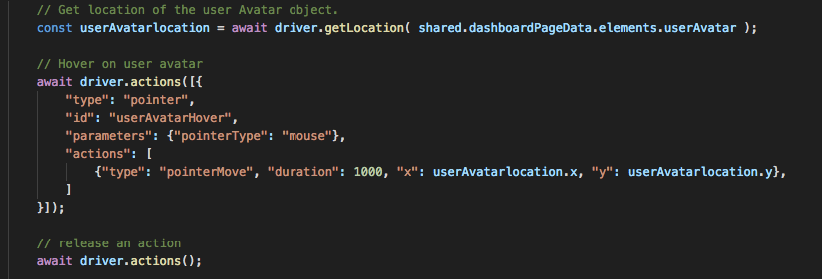 // Get location of the user Avatar object.
const userAvatarlocation = await driver.getLocation( shared.dashboardPageData.elements.userAvatar );
// Hover on user avatar
await driver.actions([{
"type": "pointer",
"id": "userAvatarHover",
"parameters": {"pointerType": "mouse"},
"actions": [
{"type": "pointerMove", "duration": 1000, "x": userAvatarlocation.x, "y": userAvatarlocation.y},
]
}]);
// release an action
await driver.actions();